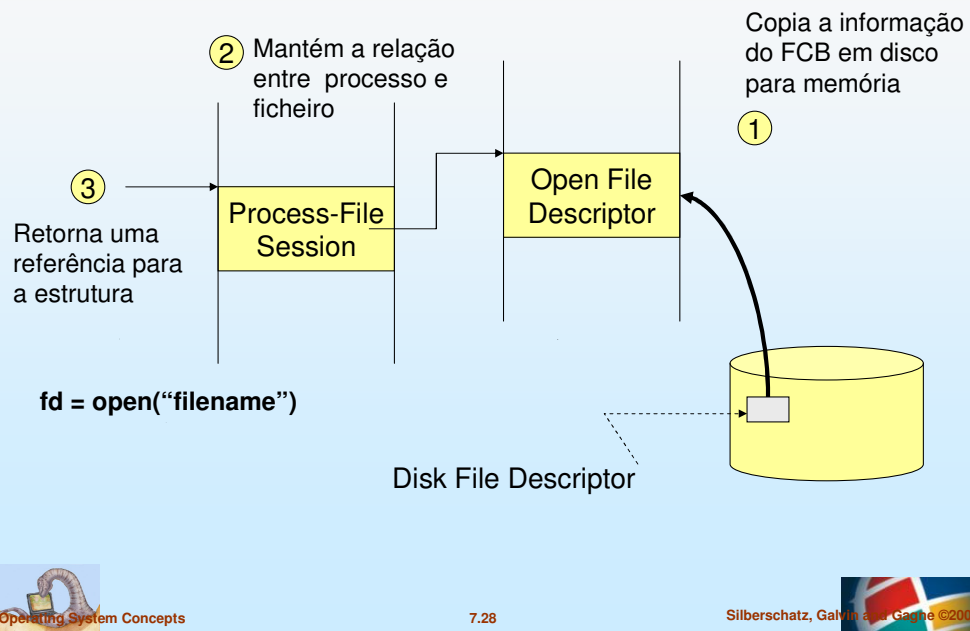 Copia a informação
do FCB em disco
para memória
1
2
Mantém a relação
entre processo e
ficheiro
3
Retorna uma
referência para
a estrutura
Process-File
Session
Open File
Descriptor
fd = open(“filename”)
Disk File Descriptor
Operating System Concepts
7.28
Silberschatz, Galvin and Gagne